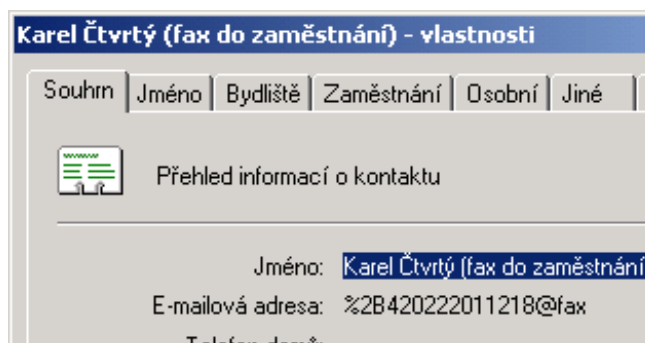 Karel Čtvrtý (fax do zaměstnání) - vlastnosti
Souhrn Jméno Bydliště Zaměstnání Osobní Jiné
Přehled informací o kontaktu
Jméno: Karel Čtvrtý (fax do zaměstnání
E-mailová adresa: %2B420222011218@fax